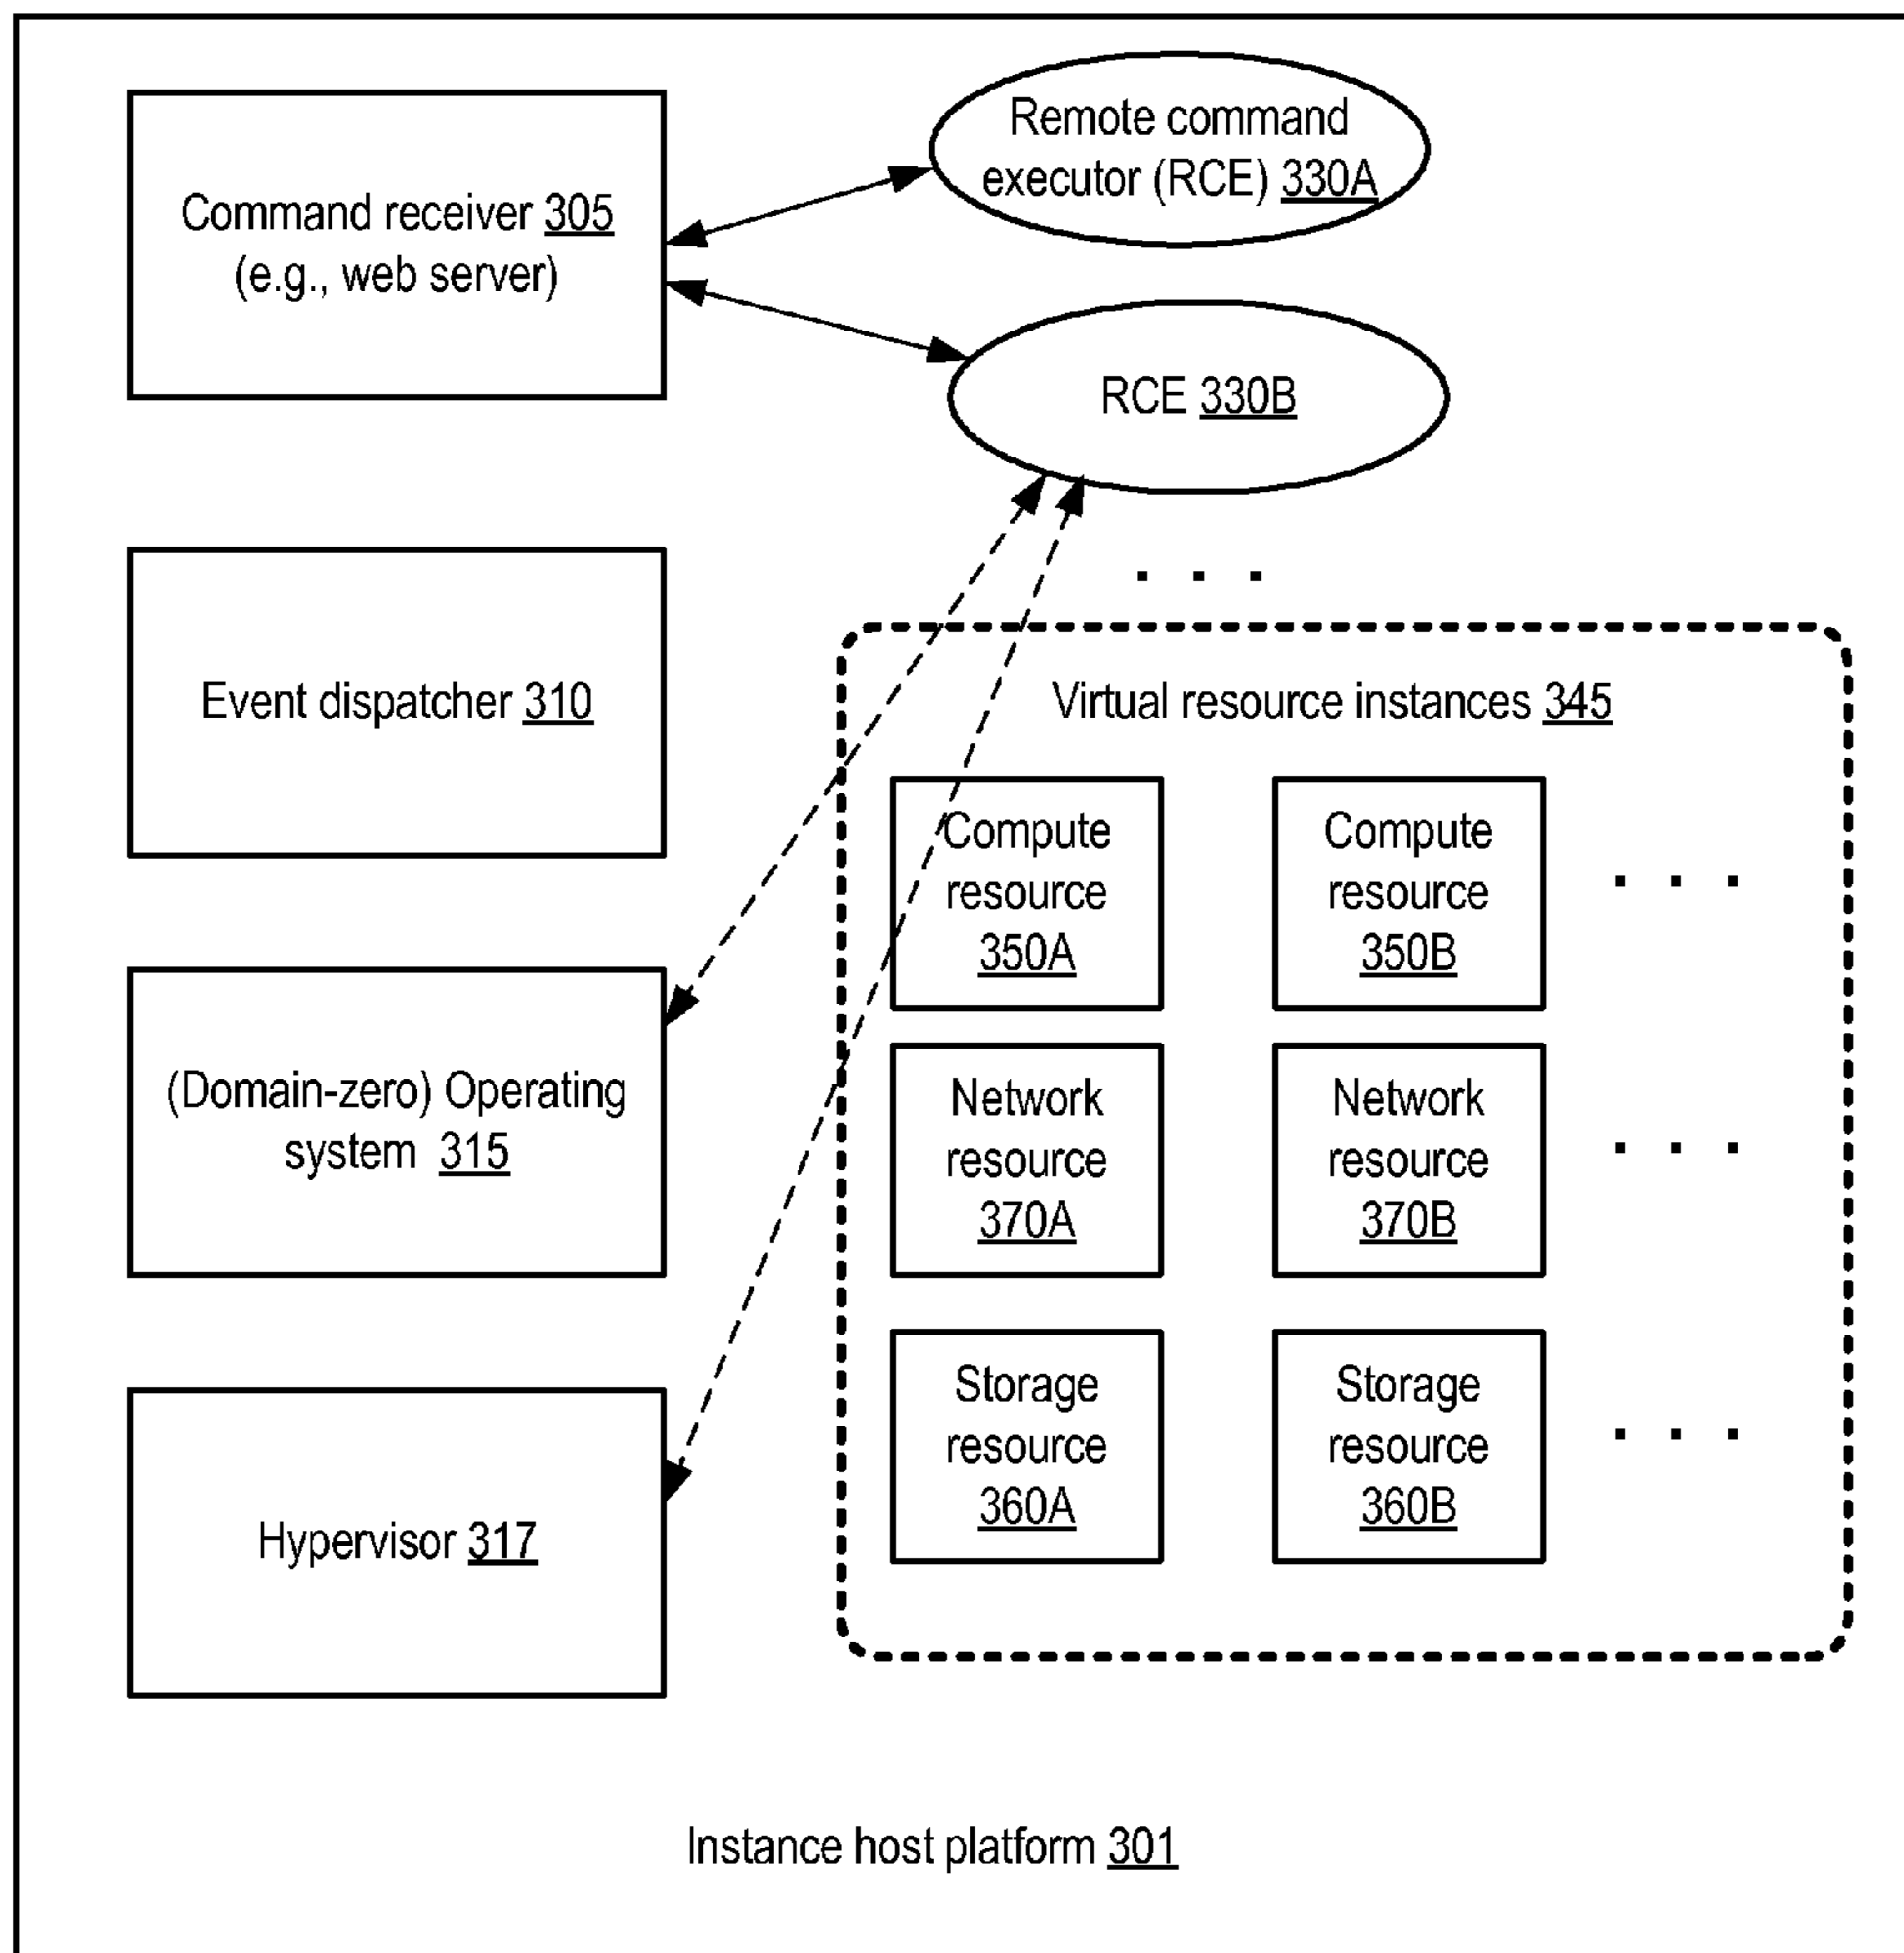 Remote command
executor (RCE) 330A
Command receiver 305
(e.g., web server)
RCE 330B
. . .
Event dispatcher 310
Virtual resource instances 345
Compute
resource
350A
Compute
resource
350B
. . .
(Domain-zero) Operating
system 315
Network
resource
370A
Network
resource
370B
. . .
Storage
resource
360A
Storage
resource
360B
. . .
Hypervisor 317
Instance host platform 301